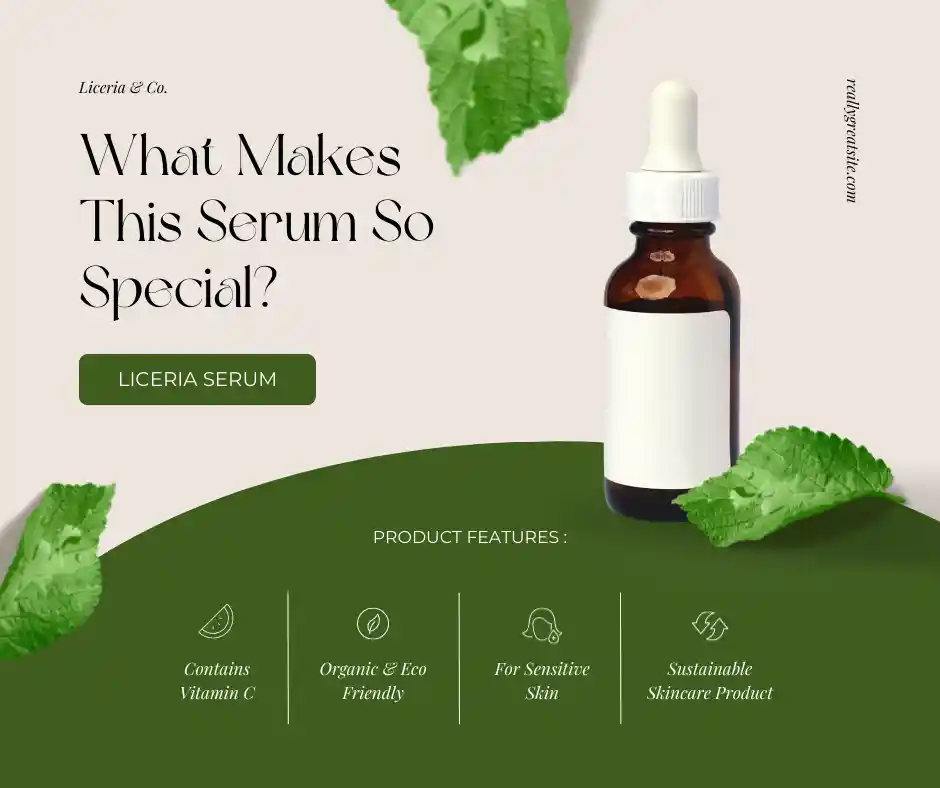 Liceria & Co.
reallygreatsite.com
What Makes
This Serum So
Special?
LICERIA SERUM
PRODUCT FEATURES :
Contains
Vitamin C
Organic & Eco
Friendly
For Sensitive
Skin
Sustainable
Skincare Product